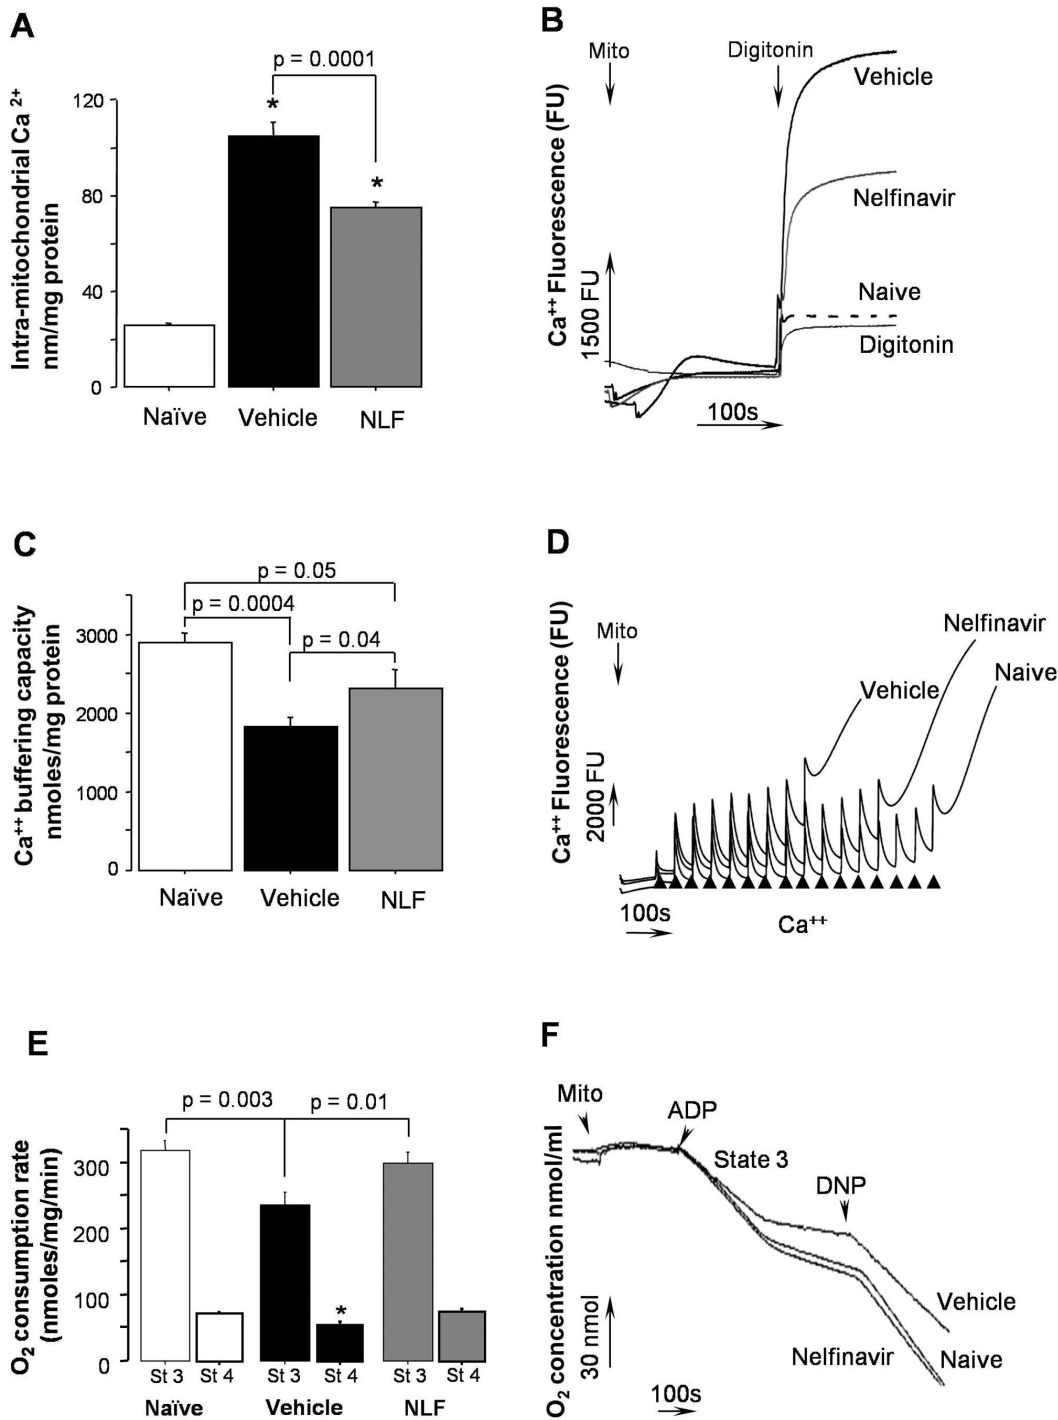 A
p = 0.0001
Intra-mitochondrial Ca 2+
nm/mg protein
120
80
40
0
*
*
Naïve Vehicle NLF
B
Mito
Digitonin
Vehicle
Nelfinavir
Naive
Digitonin
Ca++ Fluorescence (FU)
1500 FU
100s
C
p = 0.05
p = 0.0004
p = 0.04
Ca++ buffering capacity
nmoles/mg protein
3000
2000
1000
0
Naïve Vehicle NLF
D
Mito
Nelfinavir
Vehicle
Naive
Ca++ Fluorescence (FU)
2000 FU
100s
Ca++
E
p = 0.003 p = 0.01
O2 consumption rate
(nmoles/mg/min)
300
200
100
0
*
St 3 St 4 St 3 St 4 St 3 St 4
Naïve Vehicle NLF
F
Mito
ADP
State 3
DNP
Vehicle
Nelfinavir
Naive
O2 concentration nmol/ml
30 nmol
100s